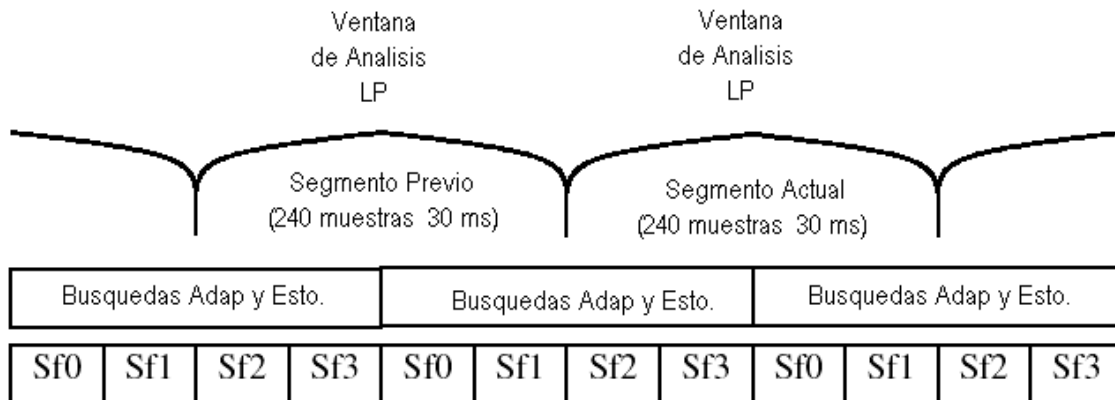 Ventana
de Analisis
LP
Ventana
de Analisis
LP
Segmento Previo
(240 muestras 30 ms)
Segmento Actual
(240 muestras 30 ms)
Busquedas Adap y Esto.
Busquedas Adap y Esto.
Busquedas Adap y Esto.
Sf0 Sf1 Sf2 Sf3 Sf0 Sf1 Sf2 Sf3 Sf0 Sf1 Sf2 Sf3